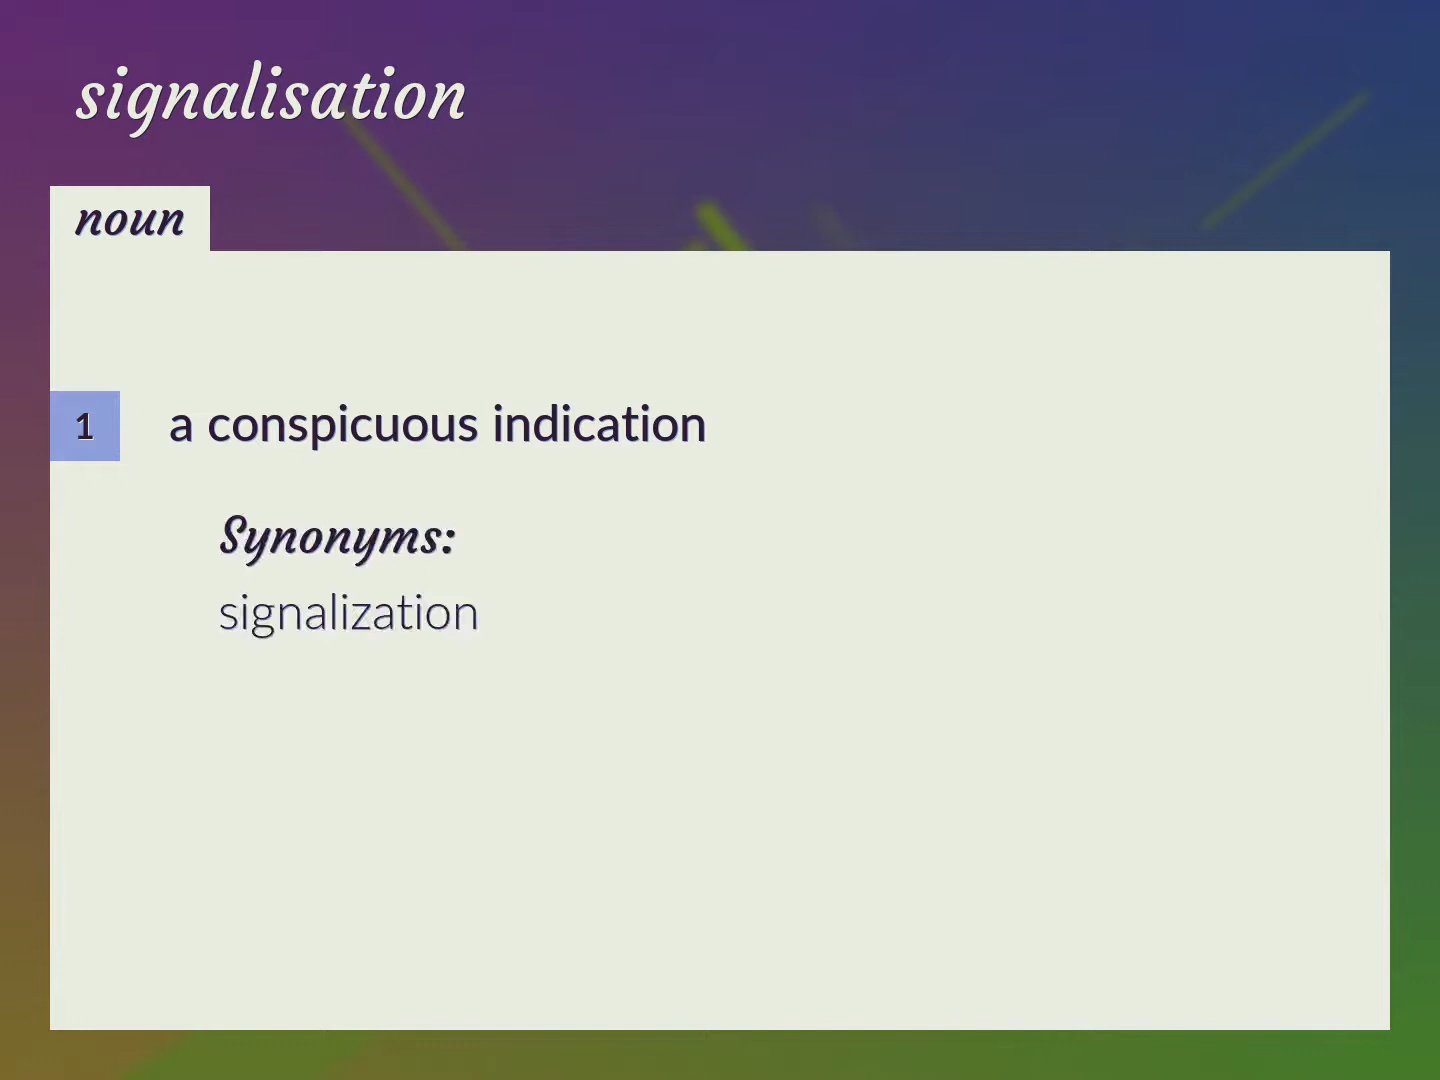 signalisation
noun
1 a conspicuous indication
Synonyms:
signalization